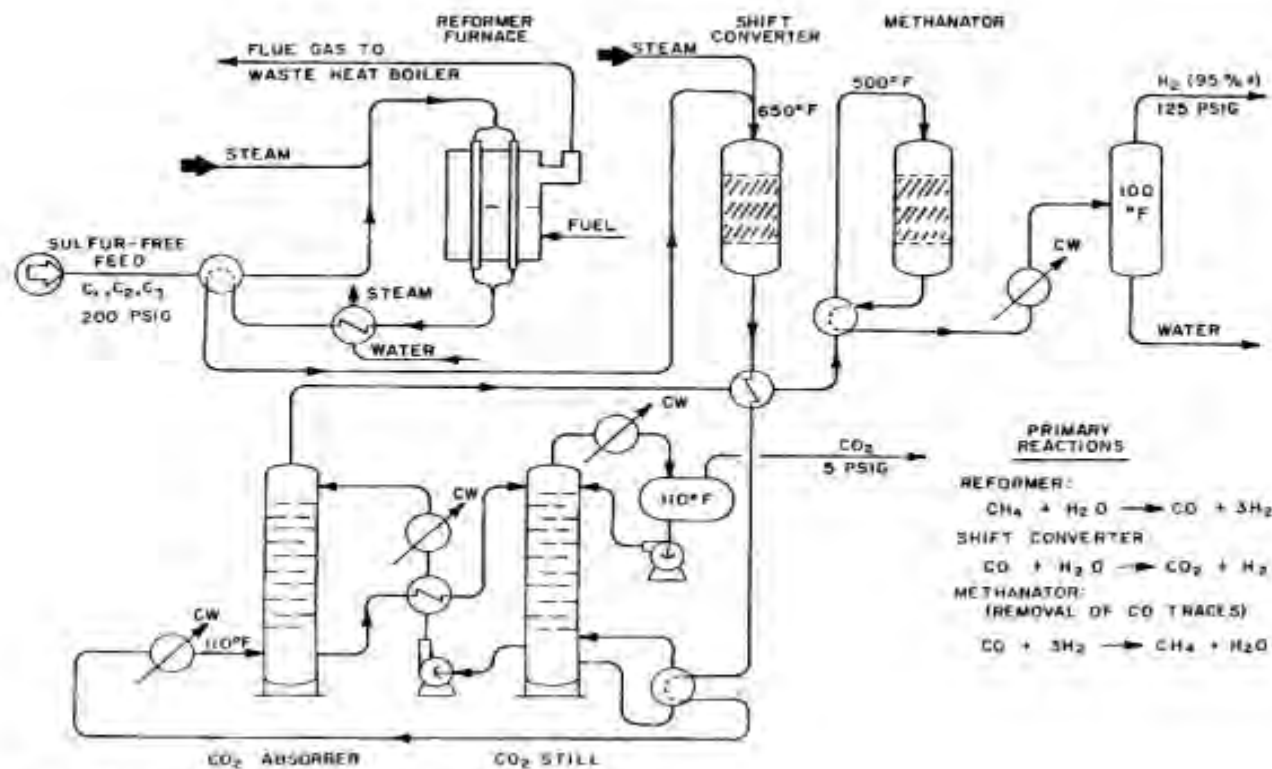 REFORMER
FURNACE
SHIFT
CONVERTER
METHANATOR
FLUE GAS TO
WASTE HEAT BOILER
STEAM
650°F
500°F
H₂ (95%+)
125 PSIG
STEAM
FUEL
100
°F
SULFUR-FREE
FEED
C₁, C₂, C₃
200 PSIG
STEAM
WATER
CW
WATER
CW
CO₂
5 PSIG
110°F
CW
CW
110°F
CO₂ ABSORBER
CO₂ STILL
PRIMARY
REACTIONS
REFORMER:
CH₄ + H₂O → CO + 3H₂
SHIFT CONVERTER:
CO + H₂O → CO₂ + H₂
METHANATOR:
(REMOVAL OF CO TRACES)
CO + 3H₂ → CH₄ + H₂O